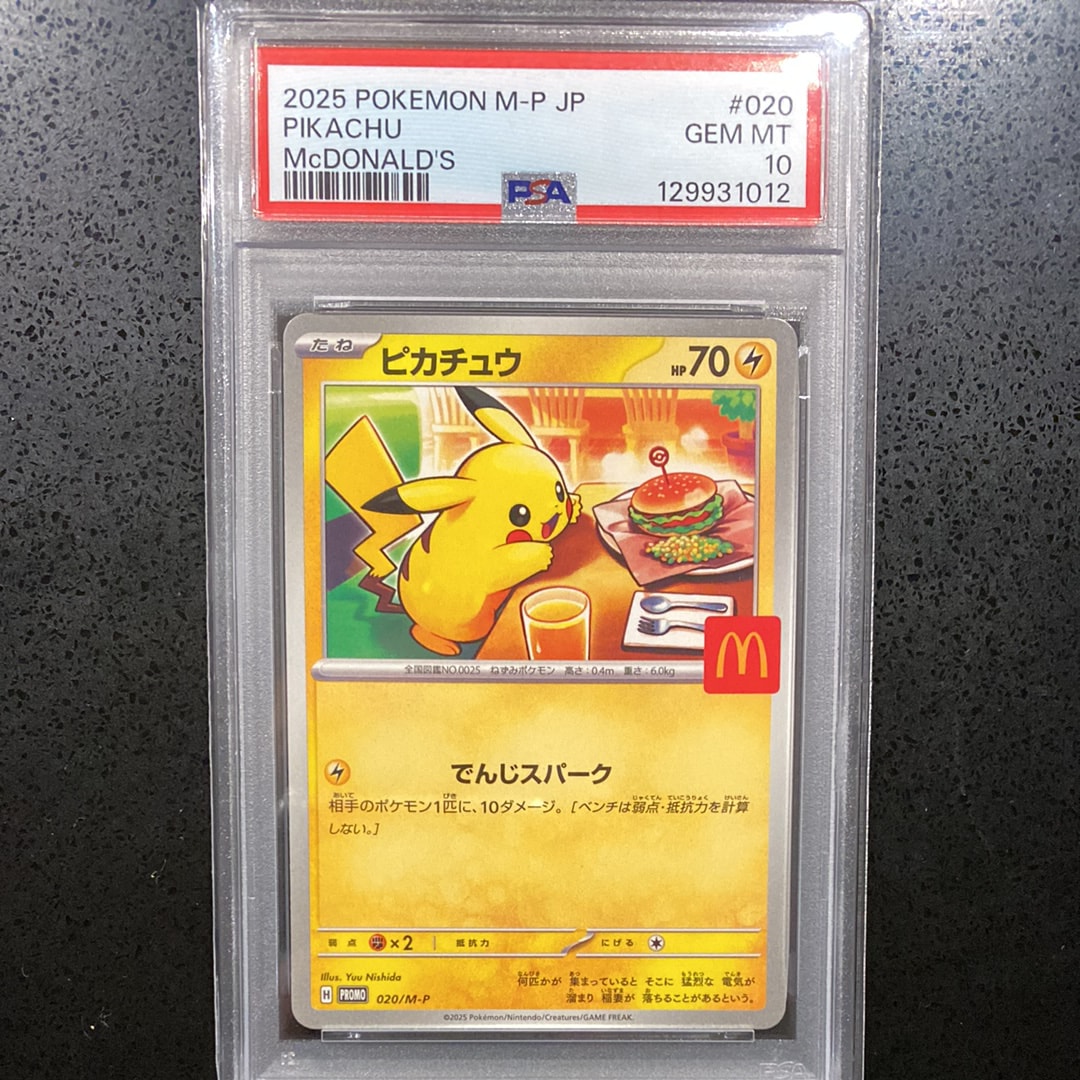 2025 POKEMON M-P JP #020
PIKACHU GEM MT
McDONALD'S 10
PSA 129931012
たね ピカチュウ HP70
全国図鑑NO.0025 ねずみポケモン 高さ:0.4m 重さ:6.0kg
でんじスパーク
相手のポケモン1匹に、10ダメージ。[ベンチは弱点・抵抗力を計算
しない。]
弱点 ×2 抵抗力 にげる
Illus. Yuu Nishida
何匹かが 集まっていると そこに 猛烈な 電気が
溜まり 稲妻が 落ちることがあるという。
H PROMO 020/M-P
©2025 Pokémon/Nintendo/Creatures/GAME FREAK.